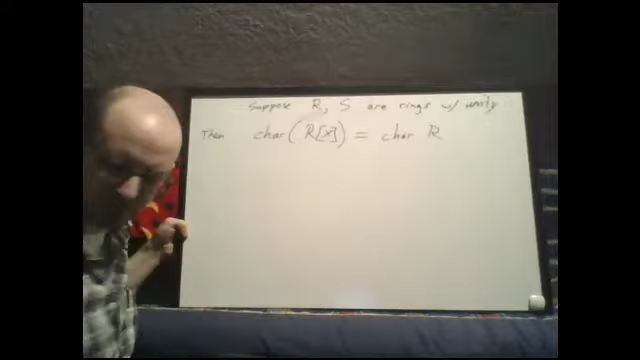 Suppose R, S are rings w/ unity
Then char(R[x]) = char R